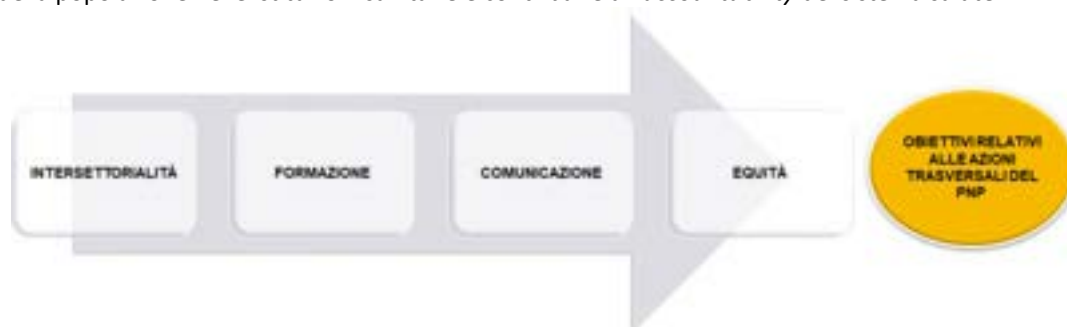 INTERSETTORIALITÀ
FORMAZIONE
COMUNICAZIONE
EQUITÀ
OBIETTIVI RELATIVI
ALLE AZIONI
TRASVERSALI DEL
PNP